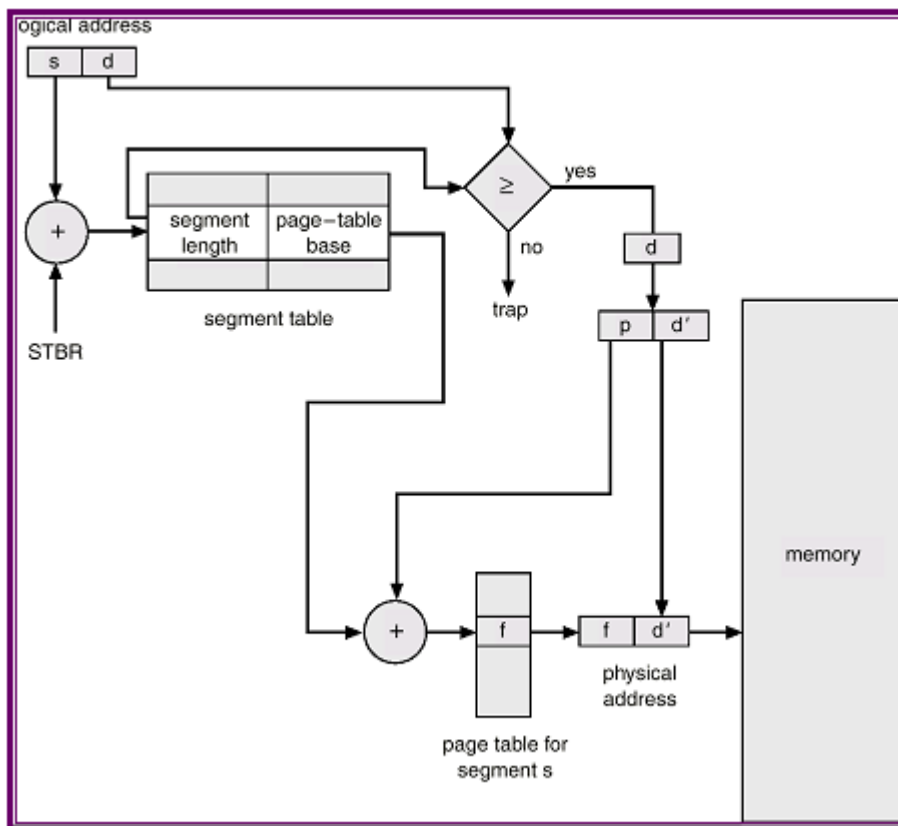 ogical address
s d
≥
yes
segment length
page-table base
+
no
d
trap
segment table
p d′
STBR
memory
+
f
f d′
physical address
page table for segment s